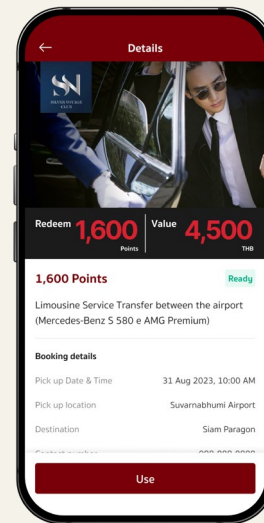 Details
SN
Redeem 1,600 Points
Value 4,500 THB
1,600 Points Ready
Limousine Service Transfer between the airport
(Mercedes-Benz S 580 e AMG Premium)
Booking details
Pick up Date & Time 31 Aug 2023, 10:00 AM
Pick up location Suvarnabhumi Airport
Destination Siam Paragon
Use